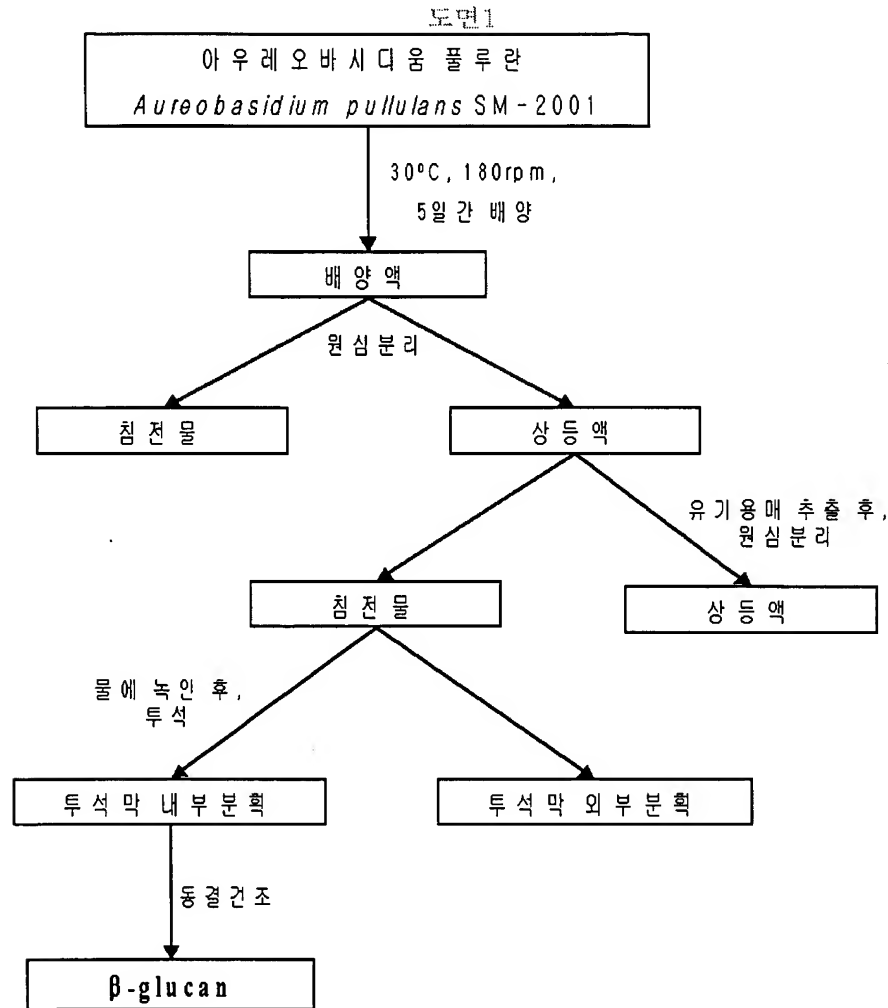 도면1
아우레오바시디움 풀루란
Aureobasidium pullulans SM-2001
30°C, 180rpm,
5일간 배양
배양액
원심분리
침전물
상등액
유기용매 추출 후,
원심분리
침전물
상등액
물에 녹인 후,
투석
투석막 내부분획
투석막 외부분획
동결건조
β-glucan